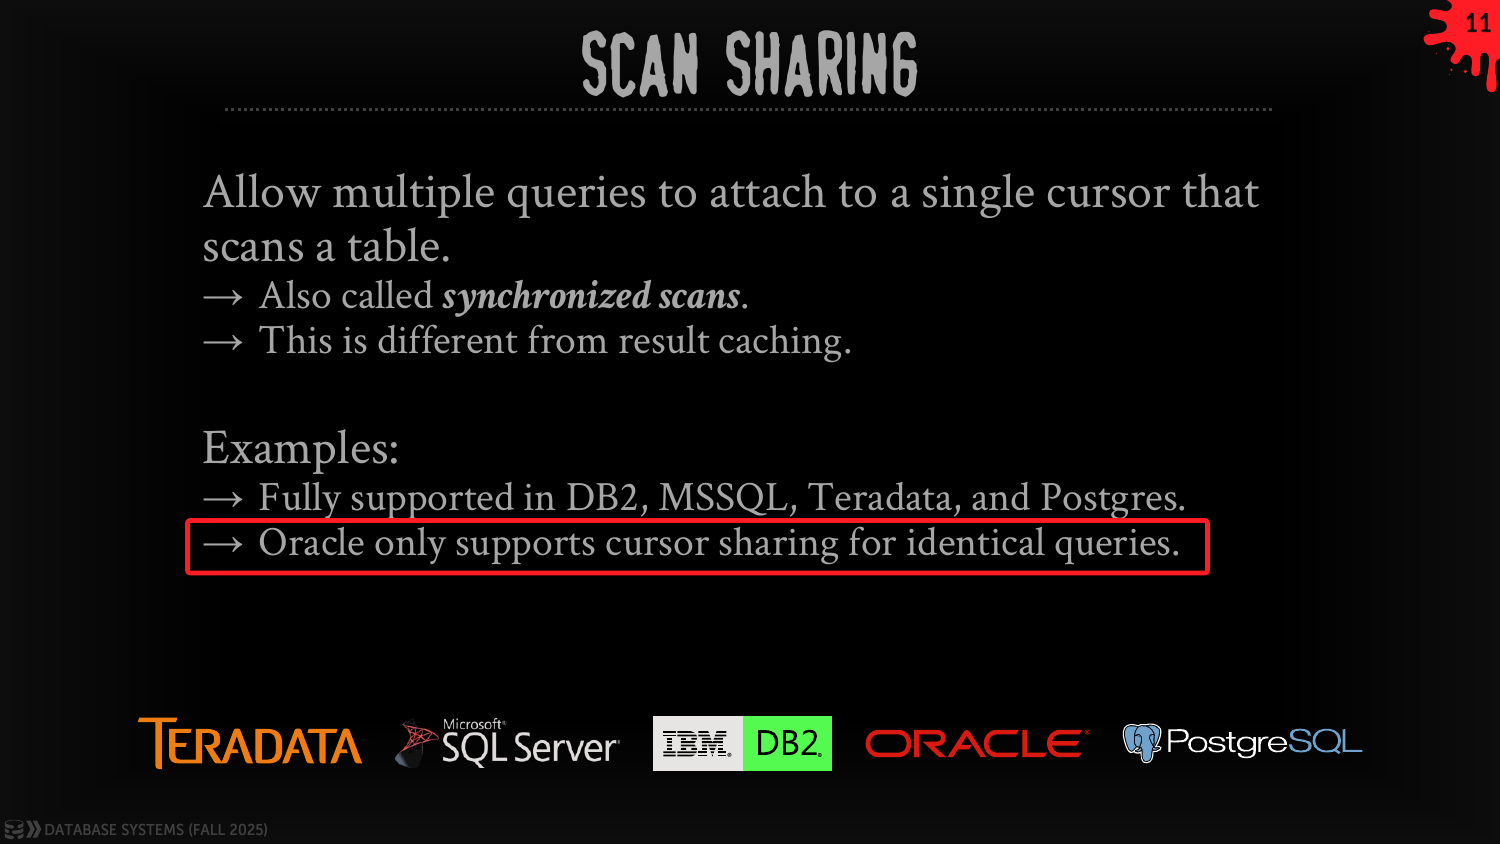 11
SCAN SHARING
Allow multiple queries to attach to a single cursor that
scans a table.
→ Also called synchronized scans.
→ This is different from result caching.
Examples:
→ Fully supported in DB2, MSSQL, Teradata, and Postgres.
→ Oracle only supports cursor sharing for identical queries.
TERADATA
Microsoft®
SQL Server®
IBM® DB2®
ORACLE®
PostgreSQL
DATABASE SYSTEMS (FALL 2025)